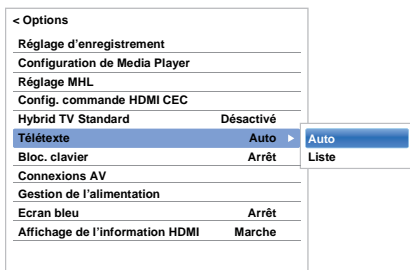 < Options
Réglage d'enregistrement
Configuration de Media Player
Réglage MHL
Config. commande HDMI CEC
Hybrid TV Standard Désactivé
Télétexte Auto Auto
Bloc. clavier Arrêt Liste
Connexions AV
Gestion de l'alimentation
Ecran bleu Arrêt
Affichage de l'information HDMI Marche